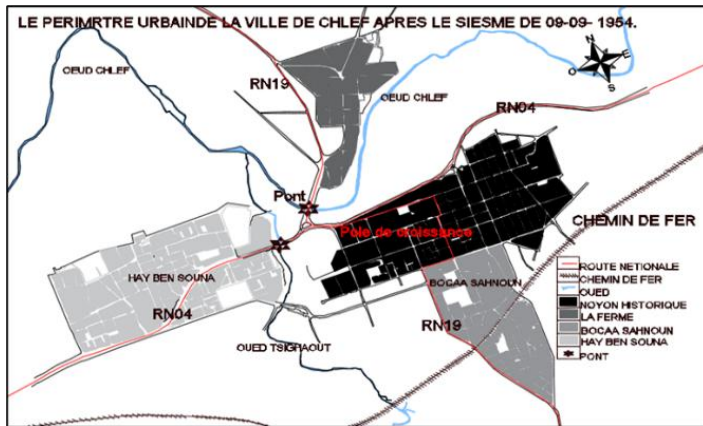 LE PERIMRTRE URBAINDE LA VILLE DE CHLEF APRES LE SIESME DE 09-09- 1954.
OEUD CHLEF
RN19
OEUD CHLEF
N
E
O
S
RN04
Pont
Pole de croissance
CHEMIN DE FER
HAY BEN SOUNA
BOCAA SAHNOUN
RN04
RN19
OUED TSIGHAOUT
ROUTE NETIONALE
CHEMIN DE FER
OUED
NOYON HISTORIQUE
LA FERME
BOCAA SAHNOUN
HAY BEN SOUNA
PONT